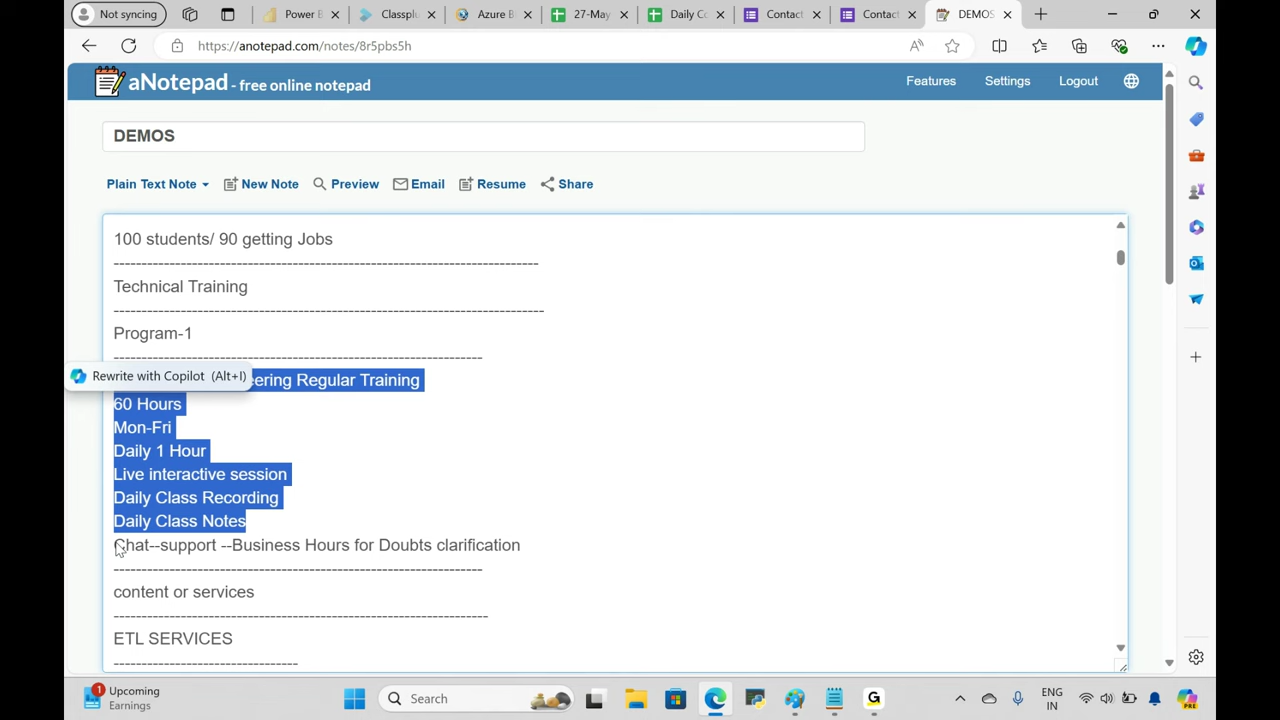 Not syncing
Power B
Classplu
Azure B
27-May
Daily Co
Contact
Contac
DEMOS
https://anotepad.com/notes/8r5pbs5h
aNotepad - free online notepad
Features
Settings
Logout
DEMOS
Plain Text Note
New Note
Preview
Email
Resume
Share
100 students/ 90 getting Jobs
------------------------------------------------------------------------------
Technical Training
-------------------------------------------------------------------------------
Program-1
--------------------------------------------------------------------
Rewrite with Copilot (Alt+I)
eering Regular Training
60 Hours
Mon-Fri
Daily 1 Hour
Live interactive session
Daily Class Recording
Daily Class Notes
Chat--support --Business Hours for Doubts clarification
--------------------------------------------------------------------
content or services
---------------------------------------------------------------------
ETL SERVICES
----------------------------------
1
Upcoming
Earnings
Search
G
ENG
IN
PRE